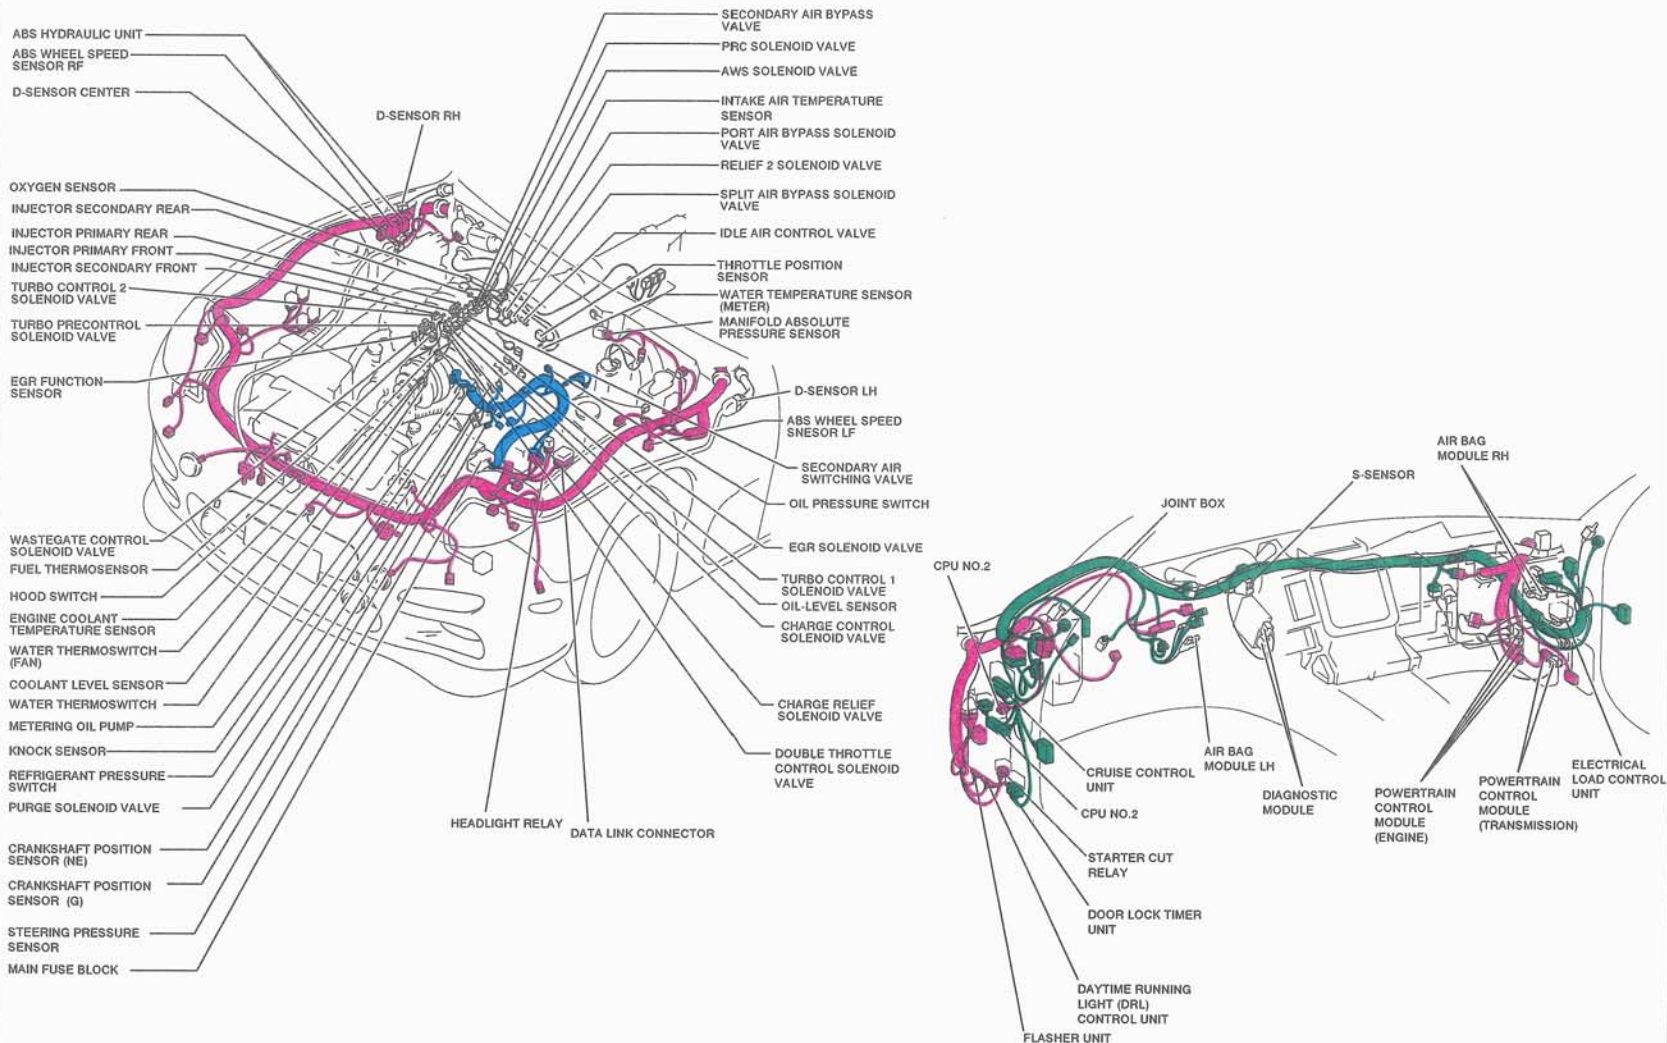 ABS HYDRAULIC UNIT
ABS WHEEL SPEED
SENSOR RF
D-SENSOR CENTER
D-SENSOR RH
OXYGEN SENSOR
INJECTOR SECONDARY REAR
INJECTOR PRIMARY REAR
INJECTOR PRIMARY FRONT
INJECTOR SECONDARY FRONT
TURBO CONTROL 2
SOLENOID VALVE
TURBO PRECONTROL
SOLENOID VALVE
EGR FUNCTION
SENSOR
WASTEGATE CONTROL
SOLENOID VALVE
FUEL THERMOSENSOR
HOOD SWITCH
ENGINE COOLANT
TEMPERATURE SENSOR
WATER THERMOSWITCH
(FAN)
COOLANT LEVEL SENSOR
WATER THERMOSWITCH
METERING OIL PUMP
KNOCK SENSOR
REFRIGERANT PRESSURE
SWITCH
PURGE SOLENOID VALVE
CRANKSHAFT POSITION
SENSOR (NE)
CRANKSHAFT POSITION
SENSOR (G)
STEERING PRESSURE
SENSOR
MAIN FUSE BLOCK
SECONDARY AIR BYPASS
VALVE
PRC SOLENOID VALVE
AWS SOLENOID VALVE
INTAKE AIR TEMPERATURE
SENSOR
PORT AIR BYPASS SOLENOID
VALVE
RELIEF 2 SOLENOID VALVE
SPLIT AIR BYPASS SOLENOID
VALVE
IDLE AIR CONTROL VALVE
THROTTLE POSITION
SENSOR
WATER TEMPERATURE SENSOR
(METER)
MANIFOLD ABSOLUTE
PRESSURE SENSOR
D-SENSOR LH
ABS WHEEL SPEED
SNESOR LF
SECONDARY AIR
SWITCHING VALVE
OIL PRESSURE SWITCH
EGR SOLENOID VALVE
TURBO CONTROL 1
SOLENOID VALVE
OIL-LEVEL SENSOR
CHARGE CONTROL
SOLENOID VALVE
CHARGE RELIEF
SOLENOID VALVE
DOUBLE THROTTLE
CONTROL SOLENOID
VALVE
HEADLIGHT RELAY
DATA LINK CONNECTOR
CPU NO.2
JOINT BOX
S-SENSOR
AIR BAG
MODULE RH
AIR BAG
MODULE LH
DIAGNOSTIC
MODULE
POWERTRAIN
CONTROL
MODULE
(ENGINE)
POWERTRAIN
CONTROL
MODULE
(TRANSMISSION)
ELECTRICAL
LOAD CONTROL
UNIT
CRUISE CONTROL
UNIT
CPU NO.2
STARTER CUT
RELAY
DOOR LOCK TIMER
UNIT
DAYTIME RUNNING
LIGHT (DRL)
CONTROL UNIT
FLASHER UNIT